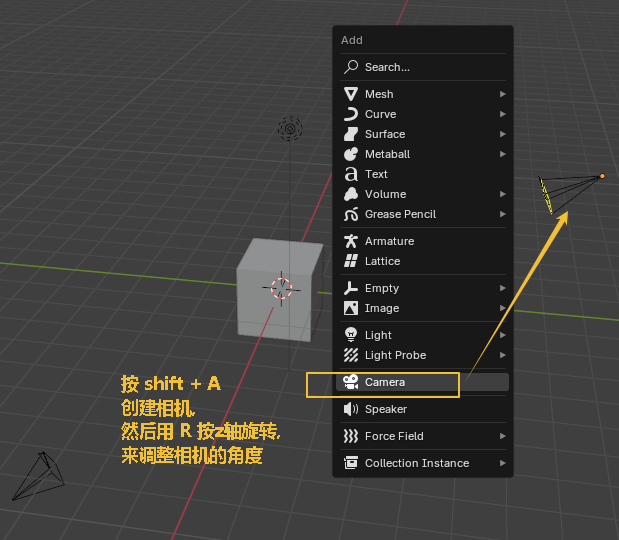 Add
Search...
Mesh
Curve
Surface
Metaball
Text
Volume
Grease Pencil
Armature
Lattice
Empty
Image
Light
Light Probe
Camera
Speaker
Force Field
Collection Instance
按 shift + A
创建相机,
然后用 R 按z轴旋转,
来调整相机的角度